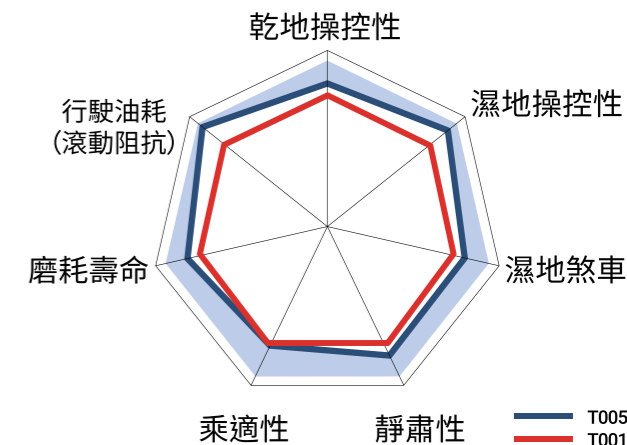 乾地操控性
行駛油耗
（滾動阻抗）
濕地操控性
磨耗壽命
濕地煞車
乘適性
靜肅性
T005
T001